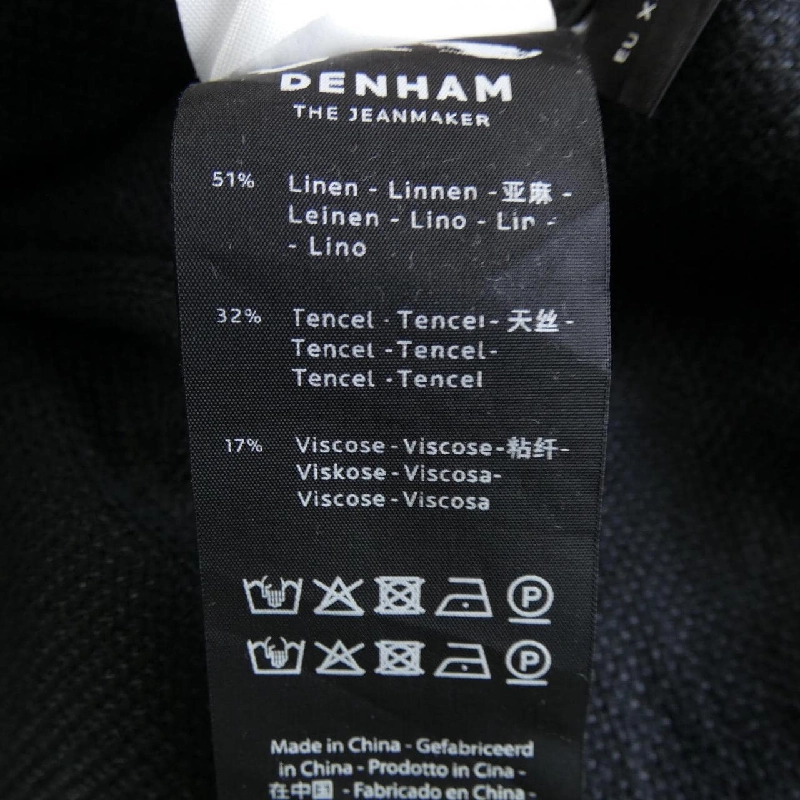 EU X
DENHAM
THE JEANMAKER
51% Linen - Linnen - 亚麻 -
Leinen - Lino - Lin -
- Lino
32% Tencel - Tencel - 天丝 -
Tencel - Tencel -
Tencel - Tencel
17% Viscose - Viscose - 粘纤 -
Viskose - Viscosa -
Viscose - Viscosa
P
P
Made in China - Gefabriceerd
in China - Prodotto in Cina -
在中国 - Fabricado en China -